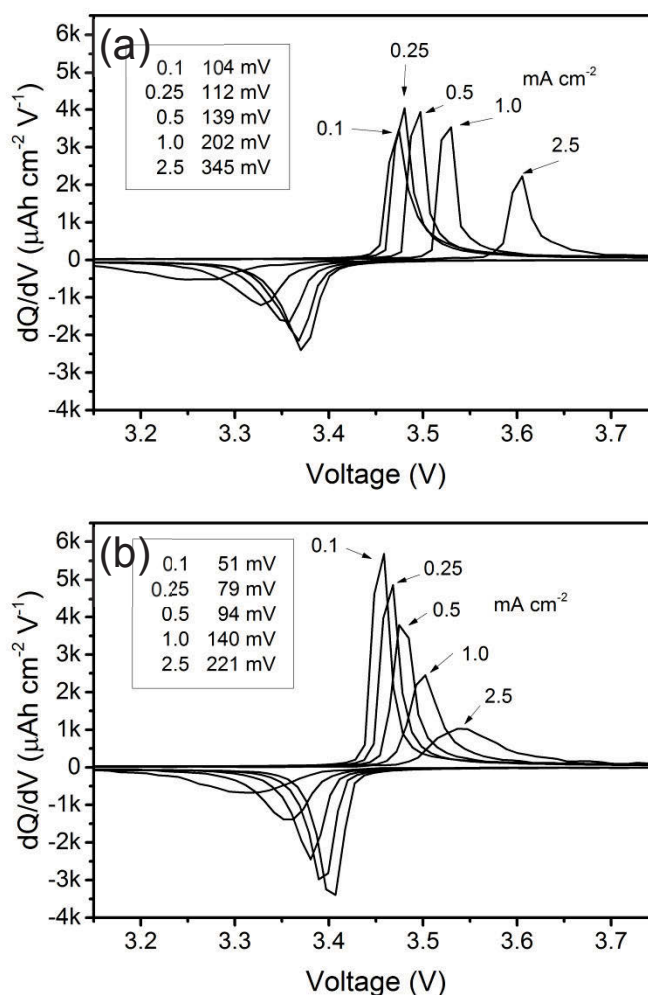 (a)
0.1 104 mV
0.25 112 mV
0.5 139 mV
1.0 202 mV
2.5 345 mV
0.25
mA cm⁻²
0.5
1.0
0.1
2.5
6k
5k
4k
3k
2k
1k
0
-1k
-2k
-3k
-4k
dQ/dV (µAh cm⁻² V⁻¹)
3.2 3.3 3.4 3.5 3.6 3.7
Voltage (V)
(b)
0.1 51 mV
0.25 79 mV
0.5 94 mV
1.0 140 mV
2.5 221 mV
0.1
0.25
0.5
mA cm⁻²
1.0
2.5
6k
5k
4k
3k
2k
1k
0
-1k
-2k
-3k
-4k
dQ/dV (µAh cm⁻² V⁻¹)
3.2 3.3 3.4 3.5 3.6 3.7
Voltage (V)